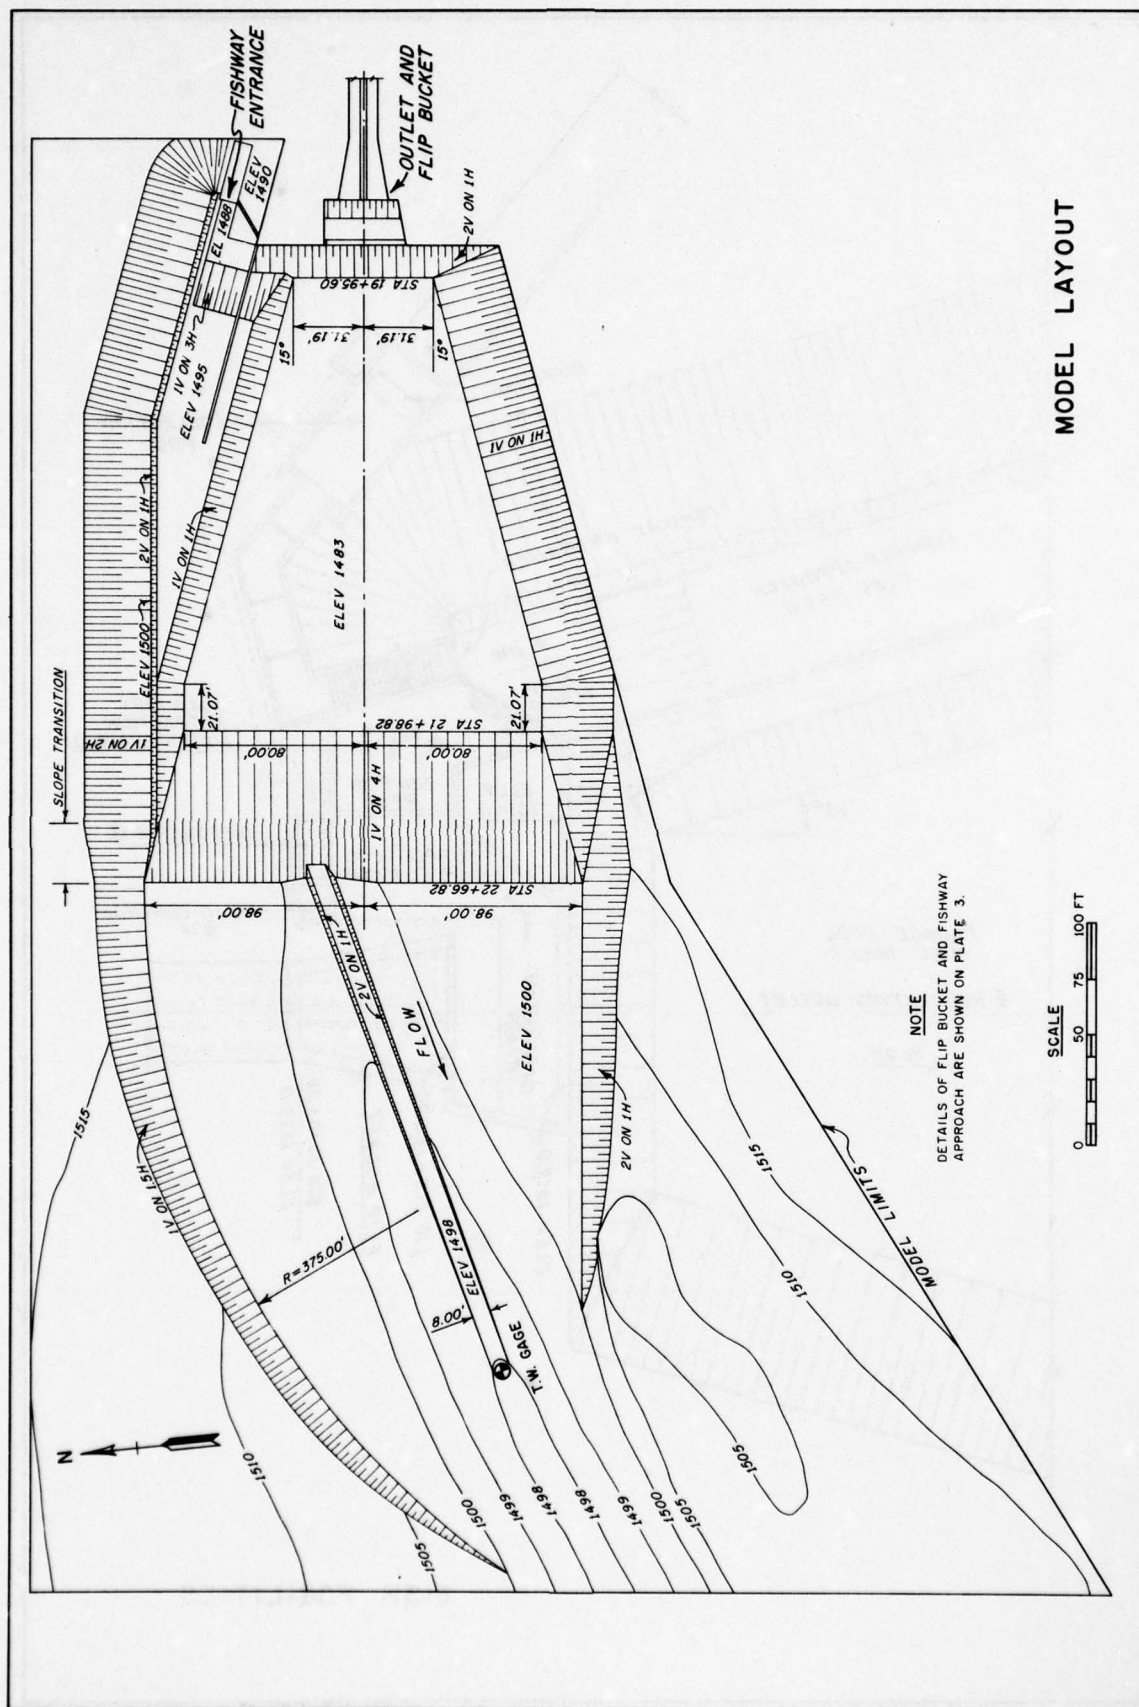 FISHWAY
ENTRANCE
OUTLET AND
FLIP BUCKET
ELEV
1490
EL 1488
2V ON 1H
STA 19+95.60
31.19'
31.19'
15°
15°
1V ON 3H
ELEV 1495
1V ON 1H
1V ON 1H
2V ON 1H
ELEV 1500
ELEV 1483
SLOPE TRANSITION
1V ON 2H
21.07'
21.07'
STA 21+98.82
80.00'
80.00'
1V ON 4H
STA 22+66.82
98.00'
98.00'
2V ON 1H
FLOW
ELEV 1500
2V ON 1H
1515
1V ON 1.5H
R=375.00'
8.00'
ELEV 1498
T.W. GAGE
N
1510
1505
1500
1499
1498
1498
1499
1500
1505
1505
1510
1515
MODEL LIMITS
NOTE
DETAILS OF FLIP BUCKET AND FISHWAY
APPROACH ARE SHOWN ON PLATE 3.
SCALE
0 50 75 100 FT
MODEL LAYOUT